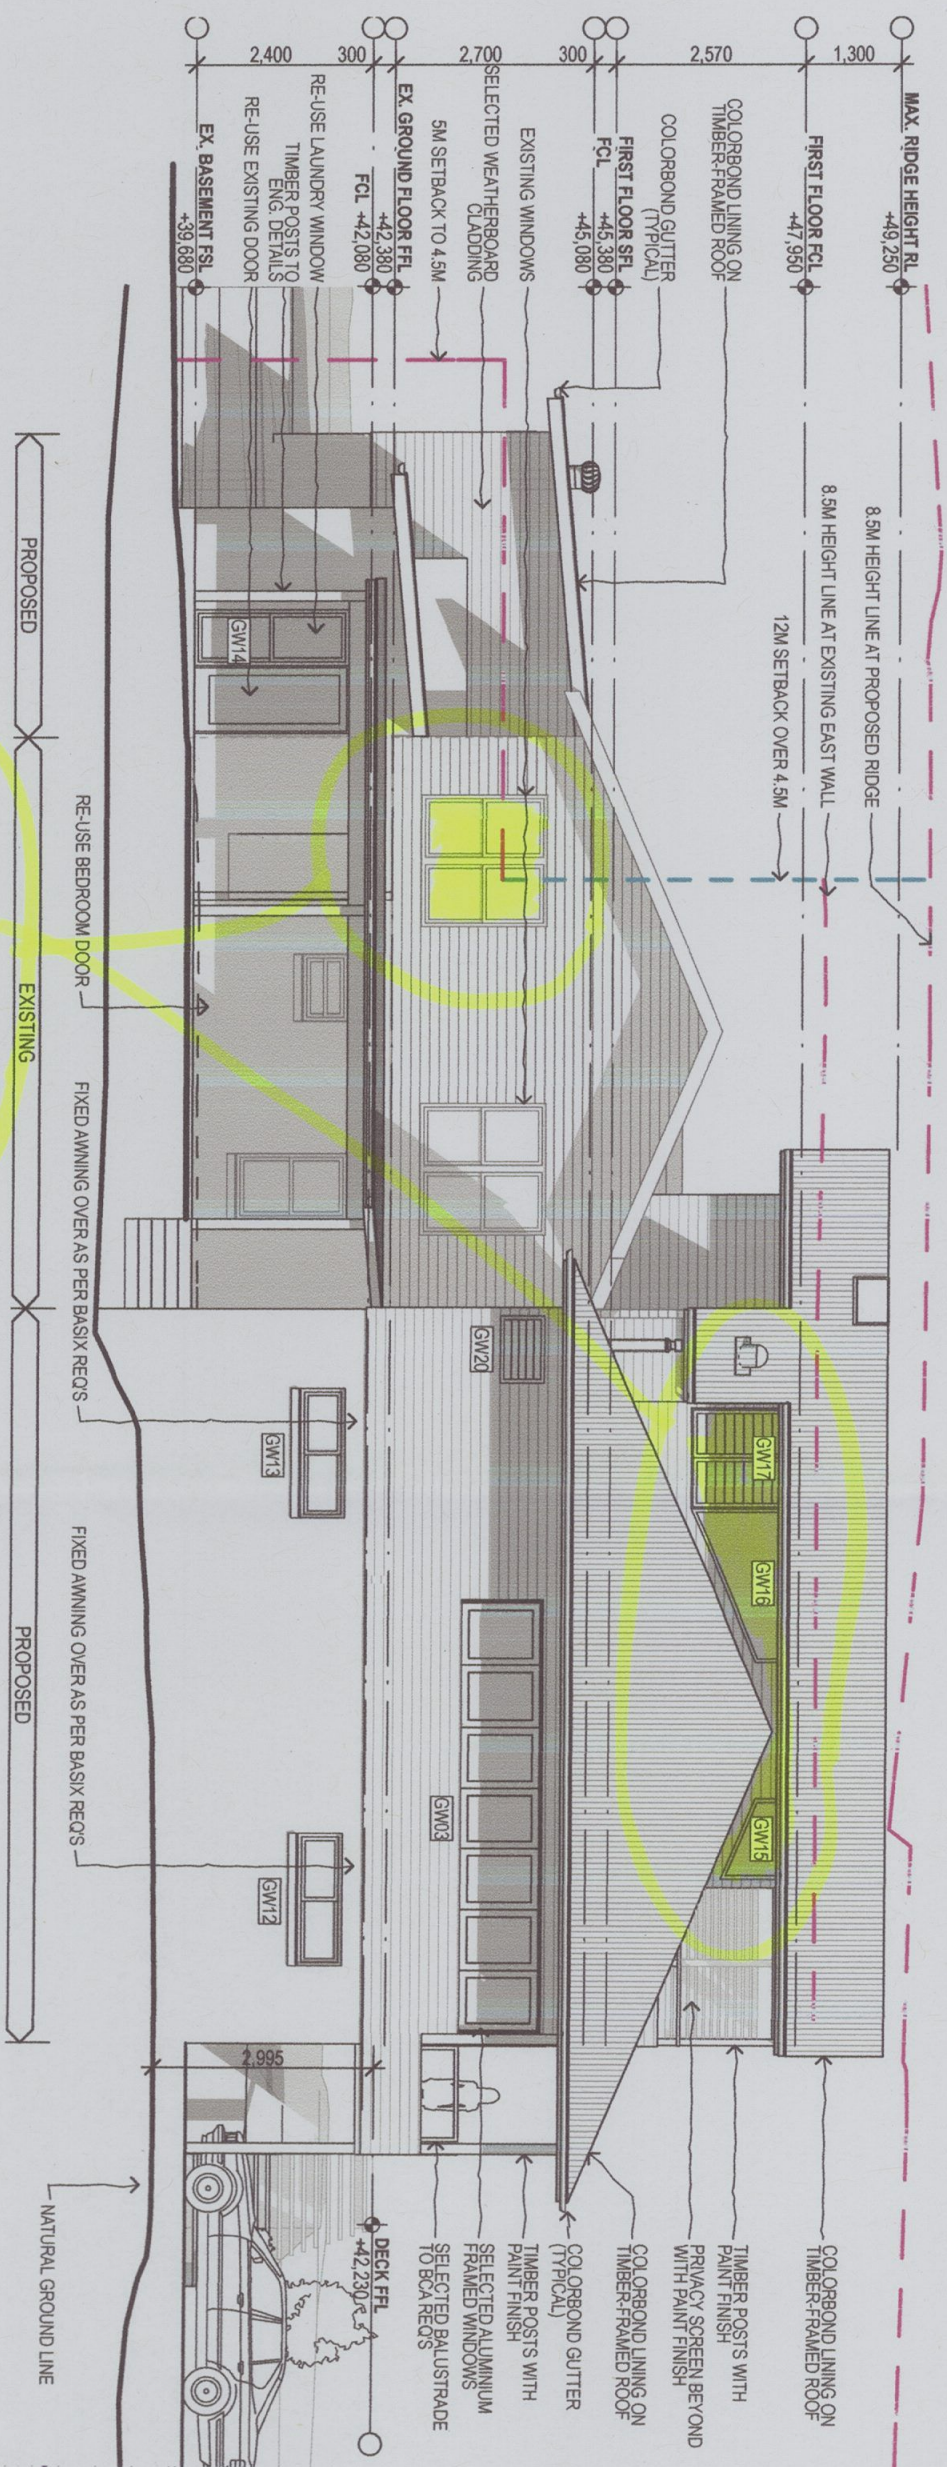 MAX. RIDGE HEIGHT RL
+49,250
1,300
FIRST FLOOR FCL
+47,950
2,570
FIRST FLOOR SFL
+45,380
300
FCL
+45,080
2,700
EX. GROUND FLOOR FFL
+42,380
300
FCL +42,080
2,400
EX. BASEMENT FSL
+39,680
COLORBOND LINING ON
TIMBER-FRAMED ROOF
COLORBOND GUTTER
(TYPICAL)
EXISTING WINDOWS
SELECTED WEATHERBOARD
CLADDING
5M SETBACK TO 4.5M
RE-USE LAUNDRY WINDOW
TIMBER POSTS TO
ENG. DETAILS
RE-USE EXISTING DOOR
8.5M HEIGHT LINE AT PROPOSED RIDGE
8.5M HEIGHT LINE AT EXISTING EAST WALL
12M SETBACK OVER 4.5M
GW17
GW16
GW15
GW20
GW03
GW14
GW13
GW12
2,995
COLORBOND LINING ON
TIMBER-FRAMED ROOF
TIMBER POSTS WITH
PAINT FINISH
PRIVACY SCREEN BEYOND
WITH PAINT FINISH
COLORBOND LINING ON
TIMBER-FRAMED ROOF
COLORBOND GUTTER
(TYPICAL)
TIMBER POSTS WITH
PAINT FINISH
SELECTED ALUMINIUM
FRAMED WINDOWS
SELECTED BALUSTRADE
TO BCA REQ'S
DECK FFL
+42,230
RE-USE BEDROOM DOOR
FIXED AWNING OVER AS PER BASIX REQ'S
FIXED AWNING OVER AS PER BASIX REQ'S
NATURAL GROUND LINE
PROPOSED
EXISTING
PROPOSED